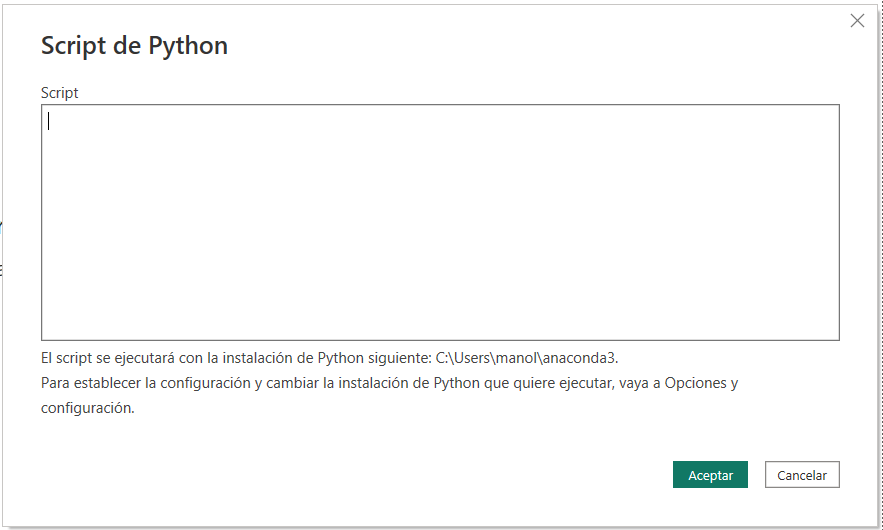 Script de Python
Script
El script se ejecutará con la instalación de Python siguiente: C:\Users\manol\anaconda3.
Para establecer la configuración y cambiar la instalación de Python que quiere ejecutar, vaya a Opciones y
configuración.
Aceptar
Cancelar